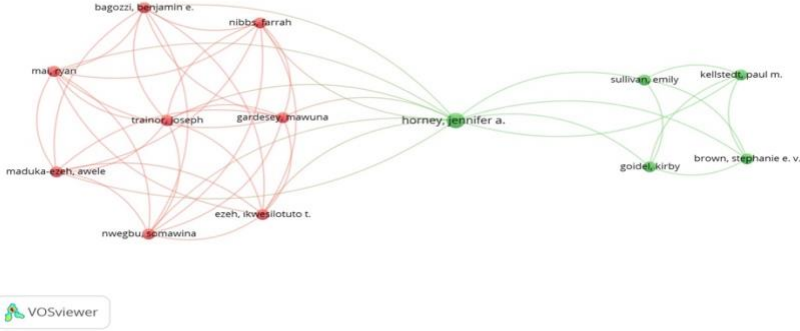 bagozzi, benjamin e.
nibbs, farrah
mai, ryan
sullivan, emily
kellstedt, paul m.
trainor, joseph
gardesey, mawuna
horney, jennifer a.
goidel, kirby
brown, stephanie e. v.
maduka-ezeh, awele
ezeh, ikwesilotuto t.
nwegbu, somawina
VOSviewer